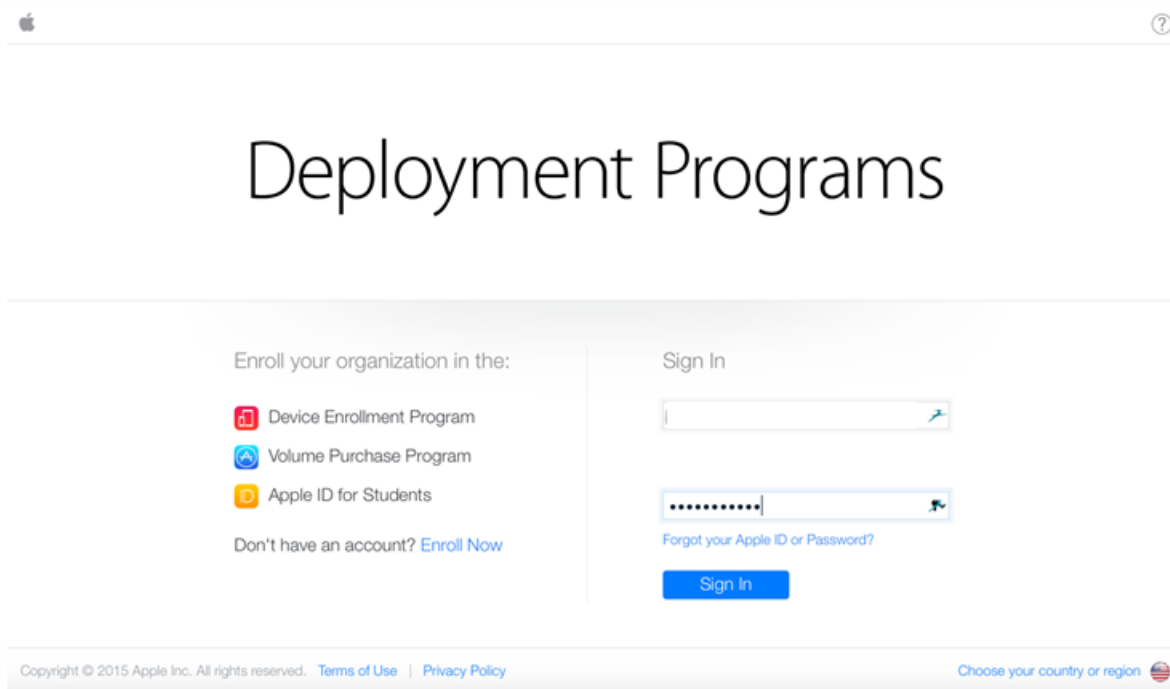 Deployment Programs
Enroll your organization in the:
Device Enrollment Program
Volume Purchase Program
Apple ID for Students
Don't have an account? Enroll Now
Sign In
•••••••••••
Forgot your Apple ID or Password?
Sign In
Copyright © 2015 Apple Inc. All rights reserved. Terms of Use | Privacy Policy
Choose your country or region